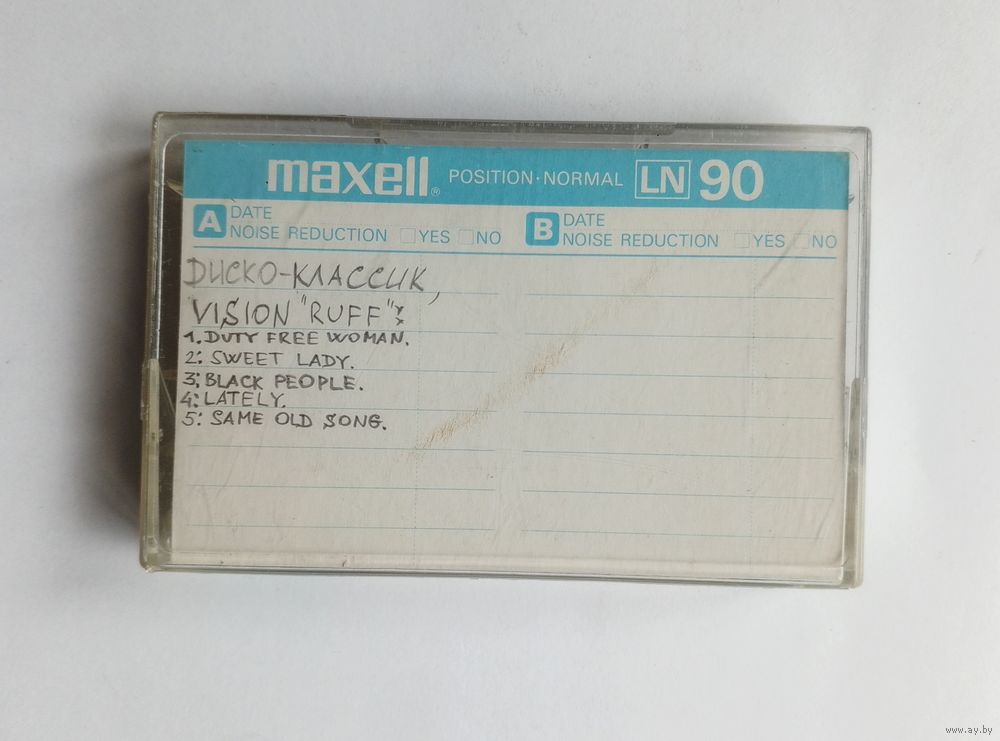 maxell® POSITION·NORMAL LN 90
A DATE
NOISE REDUCTION □YES □NO
B DATE
NOISE REDUCTION □YES □NO
ДИСКО-КЛАССИК,
VISION "RUFF":
1. DUTY FREE WOMAN.
2: SWEET LADY.
3: BLACK PEOPLE.
4: LATELY.
5: SAME OLD SONG.
www.ay.by